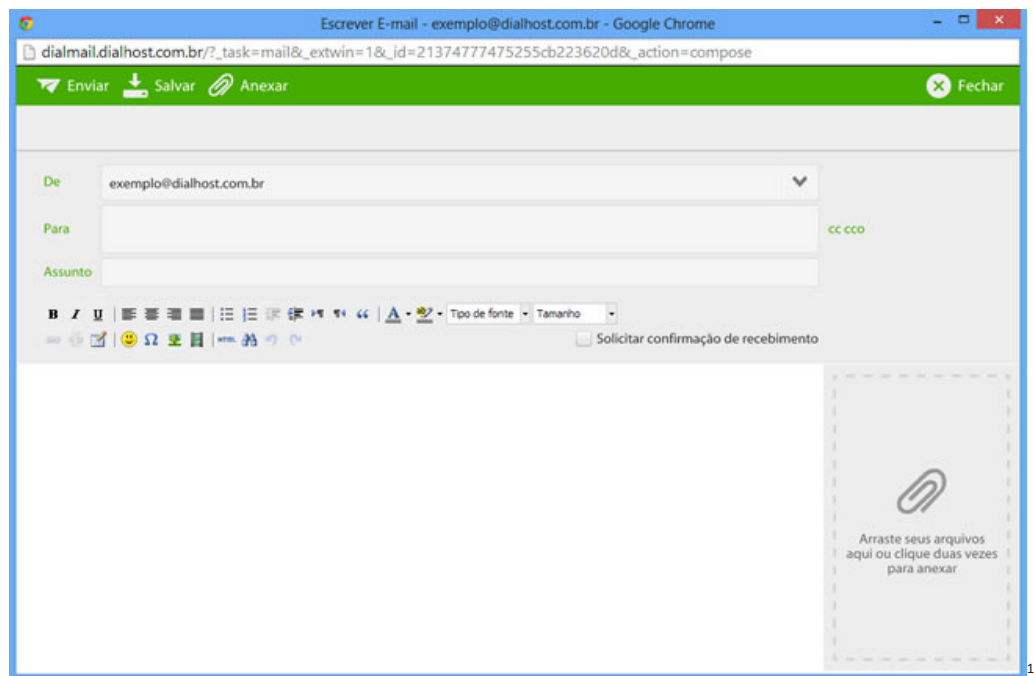 Escrever E-mail - exemplo@dialhost.com.br - Google Chrome
dialmail.dialhost.com.br/?_task=mail&_extwin=1&_id=21374777475255cb223620d&_action=compose
Enviar Salvar Anexar Fechar
De exemplo@dialhost.com.br
Para cc cco
Assunto
B I U A Tipo de fonte Tamanho
Ω HTML Solicitar confirmação de recebimento
Arraste seus arquivos
aqui ou clique duas vezes
para anexar
1